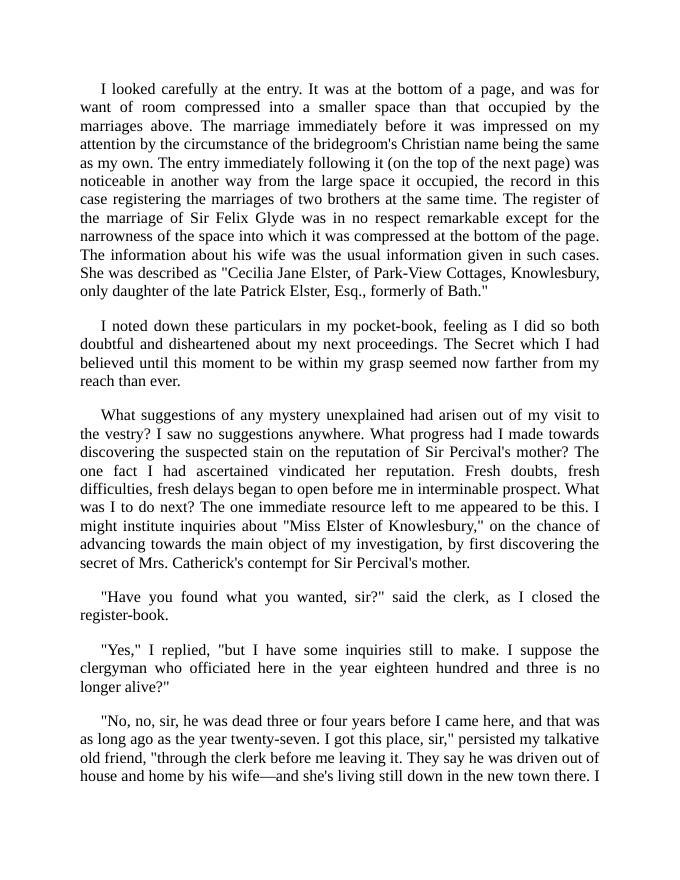 I looked carefully at the entry. It was at the bottom of a page, and was for
want of room compressed into a smaller space than that occupied by the
marriages above. The marriage immediately before it was impressed on my
attention by the circumstance of the bridegroom's Christian name being the same
as my own. The entry immediately following it (on the top of the next page) was
noticeable in another way from the large space it occupied, the record in this
case registering the marriages of two brothers at the same time. The register of
the marriage of Sir Felix Glyde was in no respect remarkable except for the
narrowness of the space into which it was compressed at the bottom of the page.
The information about his wife was the usual information given in such cases.
She was described as "Cecilia Jane Elster, of Park-View Cottages, Knowlesbury,
only daughter of the late Patrick Elster, Esq., formerly of Bath."
I noted down these particulars in my pocket-book, feeling as I did so both
doubtful and disheartened about my next proceedings. The Secret which I had
believed until this moment to be within my grasp seemed now farther from my
reach than ever.
What suggestions of any mystery unexplained had arisen out of my visit to
the vestry? I saw no suggestions anywhere. What progress had I made towards
discovering the suspected stain on the reputation of Sir Percival's mother? The
one fact I had ascertained vindicated her reputation. Fresh doubts, fresh
difficulties, fresh delays began to open before me in interminable prospect. What
was I to do next? The one immediate resource left to me appeared to be this. I
might institute inquiries about "Miss Elster of Knowlesbury," on the chance of
advancing towards the main object of my investigation, by first discovering the
secret of Mrs. Catherick's contempt for Sir Percival's mother.
"Have you found what you wanted, sir?" said the clerk, as I closed the
register-book.
"Yes," I replied, "but I have some inquiries still to make. I suppose the
clergyman who officiated here in the year eighteen hundred and three is no
longer alive?"
"No, no, sir, he was dead three or four years before I came here, and that was
as long ago as the year twenty-seven. I got this place, sir," persisted my talkative
old friend, "through the clerk before me leaving it. They say he was driven out of
house and home by his wife—and she's living still down in the new town there. I